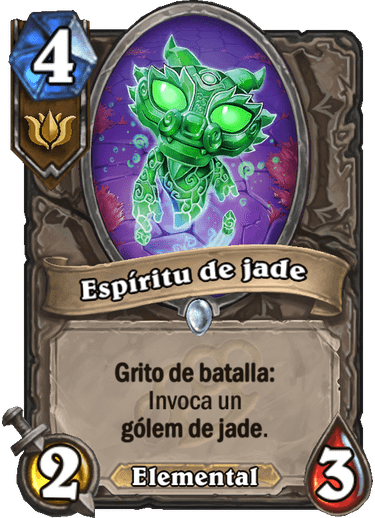 4
Espíritu de jade
Grito de batalla:
Invoca un
gólem de jade.
2
Elemental
3